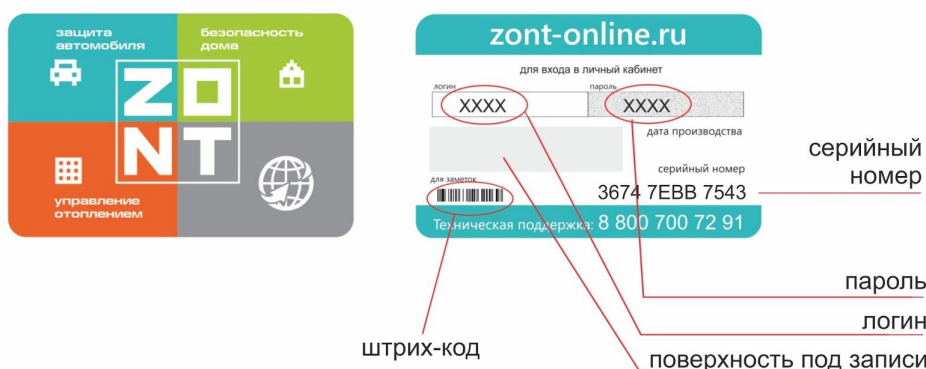 защита
автомобиля
безопасность
дома
ZO
NT
управление
отоплением
zont-online.ru
для входа в личный кабинет
логин
пароль
XXXX
XXXX
дата производства
серийный номер
для заметок
3674 7EBB 7543
Техническая поддержка: 8 800 700 72 91
серийный
номер
пароль
логин
штрих-код
поверхность под записи